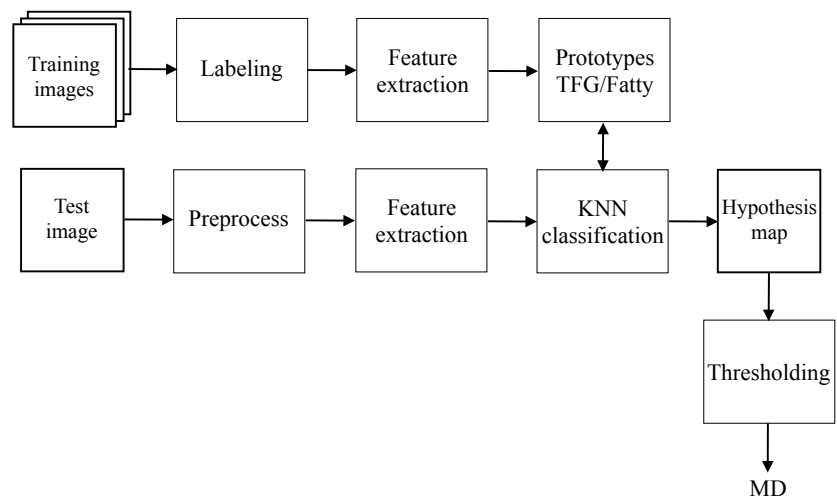 Training
images
Labeling
Feature
extraction
Prototypes
TFG/Fatty
Test
image
Preprocess
Feature
extraction
KNN
classification
Hypothesis
map
Thresholding
MD